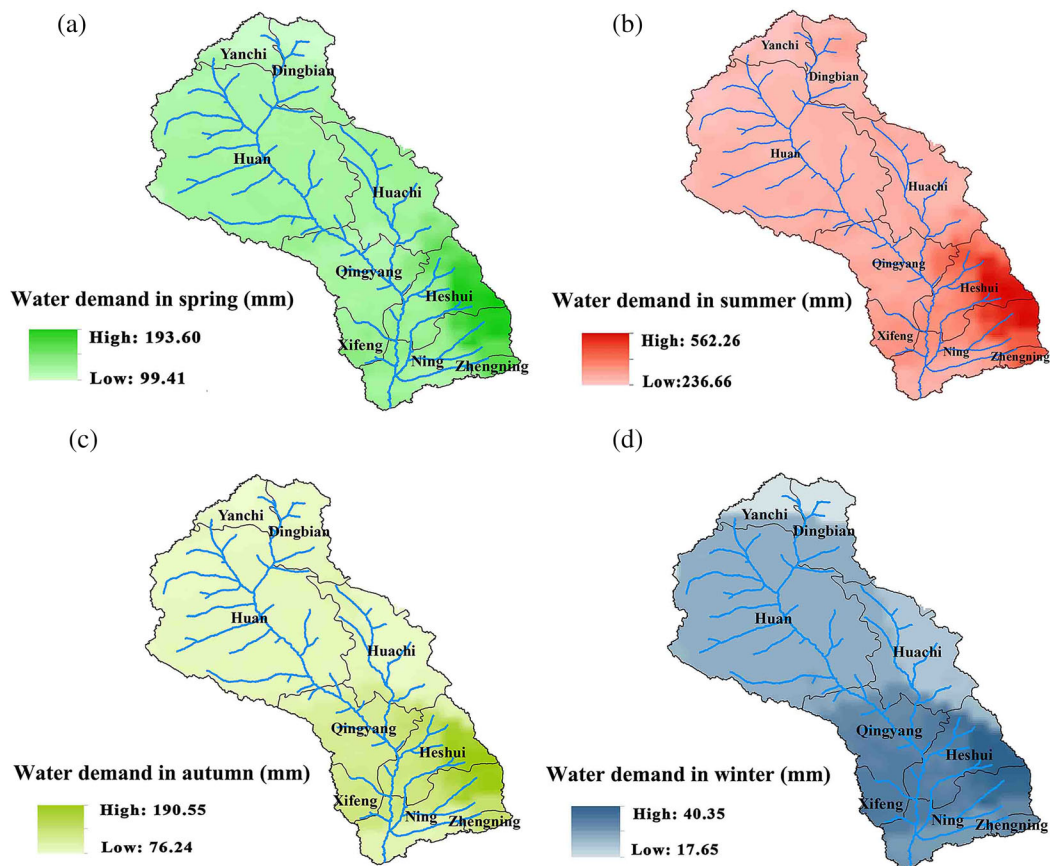 (a)
Yanchi
Dingbian
Huan
Huachi
Qingyang
Heshui
Xifeng
Ning
Zhengning
Water demand in spring (mm)
High: 193.60
Low: 99.41
(b)
Yanchi
Dingbian
Huan
Huachi
Qingyang
Heshui
Xifeng
Ning
Zhengning
Water demand in summer (mm)
High: 562.26
Low:236.66
(c)
Yanchi
Dingbian
Huan
Huachi
Qingyang
Heshui
Xifeng
Ning
Zhengning
Water demand in autumn (mm)
High: 190.55
Low: 76.24
(d)
Yanchi
Dingbian
Huan
Huachi
Qingyang
Heshui
Xifeng
Ning
Zhengning
Water demand in winter (mm)
High: 40.35
Low: 17.65